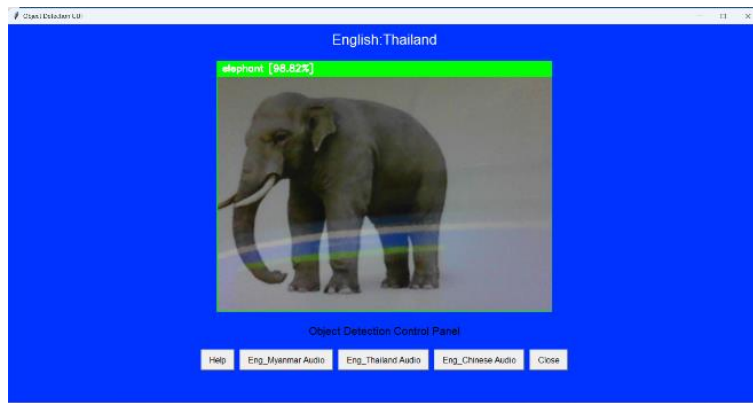 Object Detection GUI
English:Thailand
elephant [98.82%]
Object Detection Control Panel
Help
Eng_Myanmar Audio
Eng_Thailand Audio
Eng_Chinese Audio
Close